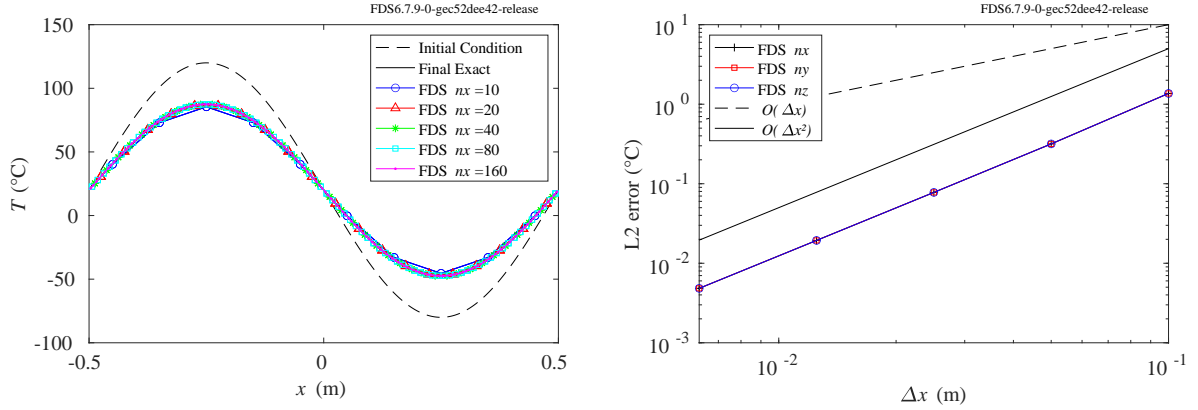 FDS6.7.9-0-gec52dee42-release
150
100
50
0
-50
-100
T (°C)
-0.5
0
0.5
x (m)
Initial Condition
Final Exact
FDS nx =10
FDS nx =20
FDS nx =40
FDS nx =80
FDS nx =160
FDS6.7.9-0-gec52dee42-release
10 1
10 0
10 -1
10 -2
10 -3
L2 error (°C)
10 -2
10 -1
Δx (m)
FDS nx
FDS ny
FDS nz
O( Δx)
O( Δx²)